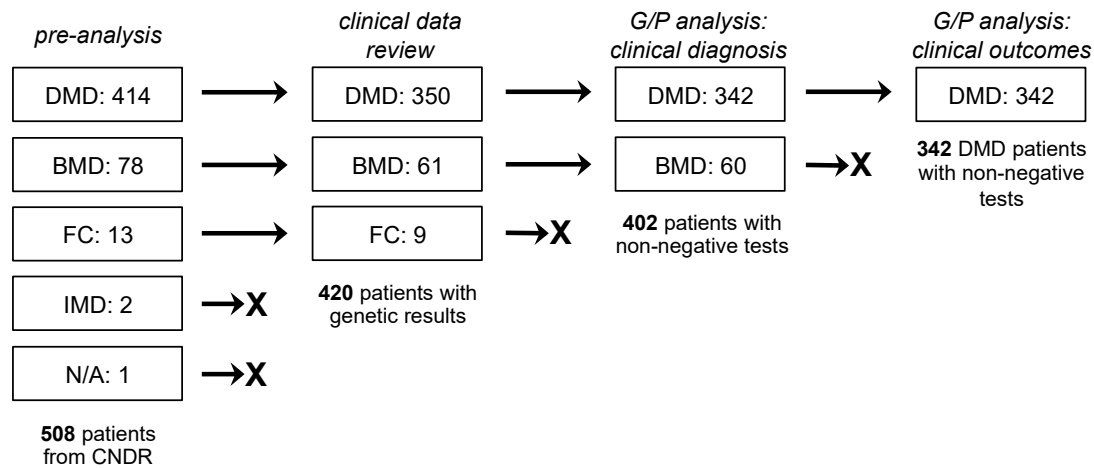 pre-analysis
DMD: 414
BMD: 78
FC: 13
IMD: 2
N/A: 1
508 patients
from CNDR
clinical data
review
DMD: 350
BMD: 61
FC: 9
420 patients with
genetic results
G/P analysis:
clinical diagnosis
DMD: 342
BMD: 60
402 patients with
non-negative tests
G/P analysis:
clinical outcomes
DMD: 342
342 DMD patients
with non-negative
tests
X
X
X
X